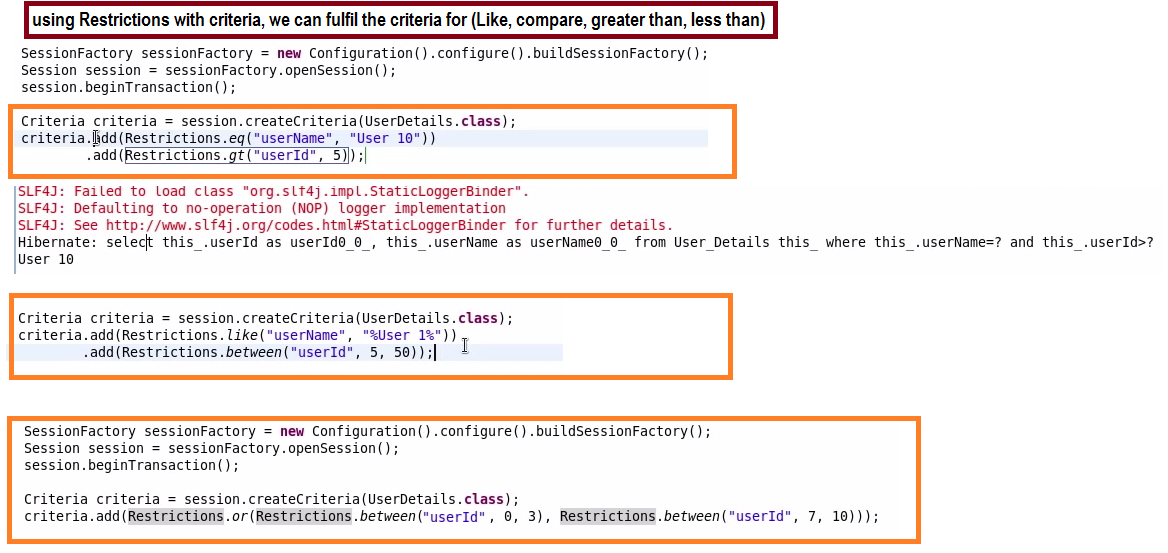 using Restrictions with criteria, we can fulfil the criteria for (Like, compare, greater than, less than)
SessionFactory sessionFactory = new Configuration().configure().buildSessionFactory();
Session session = sessionFactory.openSession();
session.beginTransaction();
Criteria criteria = session.createCriteria(UserDetails.class);
criteria.add(Restrictions.eq("userName", "User 10"))
.add(Restrictions.gt("userId", 5));
SLF4J: Failed to load class "org.slf4j.impl.StaticLoggerBinder".
SLF4J: Defaulting to no-operation (NOP) logger implementation
SLF4J: See http://www.slf4j.org/codes.html#StaticLoggerBinder for further details.
Hibernate: select this_.userId as userId0_0_, this_.userName as userName0_0_ from User_Details this_ where this_.userName=? and this_.userId>?
User 10
Criteria criteria = session.createCriteria(UserDetails.class);
criteria.add(Restrictions.like("userName", "%User 1%"))
.add(Restrictions.between("userId", 5, 50));
SessionFactory sessionFactory = new Configuration().configure().buildSessionFactory();
Session session = sessionFactory.openSession();
session.beginTransaction();
Criteria criteria = session.createCriteria(UserDetails.class);
criteria.add(Restrictions.or(Restrictions.between("userId", 0, 3), Restrictions.between("userId", 7, 10)));